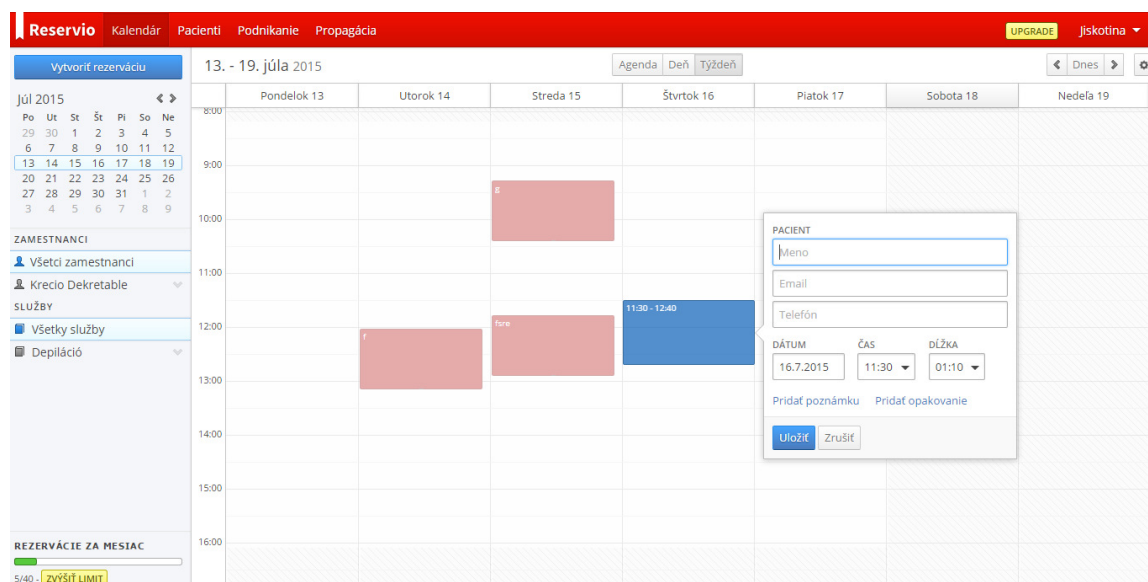 Reservio Kalendár Pacienti Podnikanie Propagácia UPGRADE Jiskotina
Vytvoriť rezerváciu
13. - 19. júla 2015 Agenda Deň Týždeň Dnes
Júl 2015
Po Ut St Št Pi So Ne
29 30 1 2 3 4 5
6 7 8 9 10 11 12
13 14 15 16 17 18 19
20 21 22 23 24 25 26
27 28 29 30 31 1 2
3 4 5 6 7 8 9
ZAMESTNANCI
Všetci zamestnanci
Krecio Dekretable
SLUŽBY
Všetky služby
Depiláció
REZERVÁCIE ZA MESIAC
5/40 - ZVÝŠIŤ LIMIT
Pondelok 13 Utorok 14 Streda 15 Štvrtok 16 Piatok 17 Sobota 18 Nedeľa 19
8:00
9:00
g
10:00
11:00
11:30 - 12:40
fsre
12:00
f
13:00
14:00
15:00
16:00
PACIENT
Meno
Email
Telefón
DÁTUM ČAS DĹŽKA
16.7.2015 11:30 01:10
Pridať poznámku Pridať opakovanie
Uložiť Zrušiť